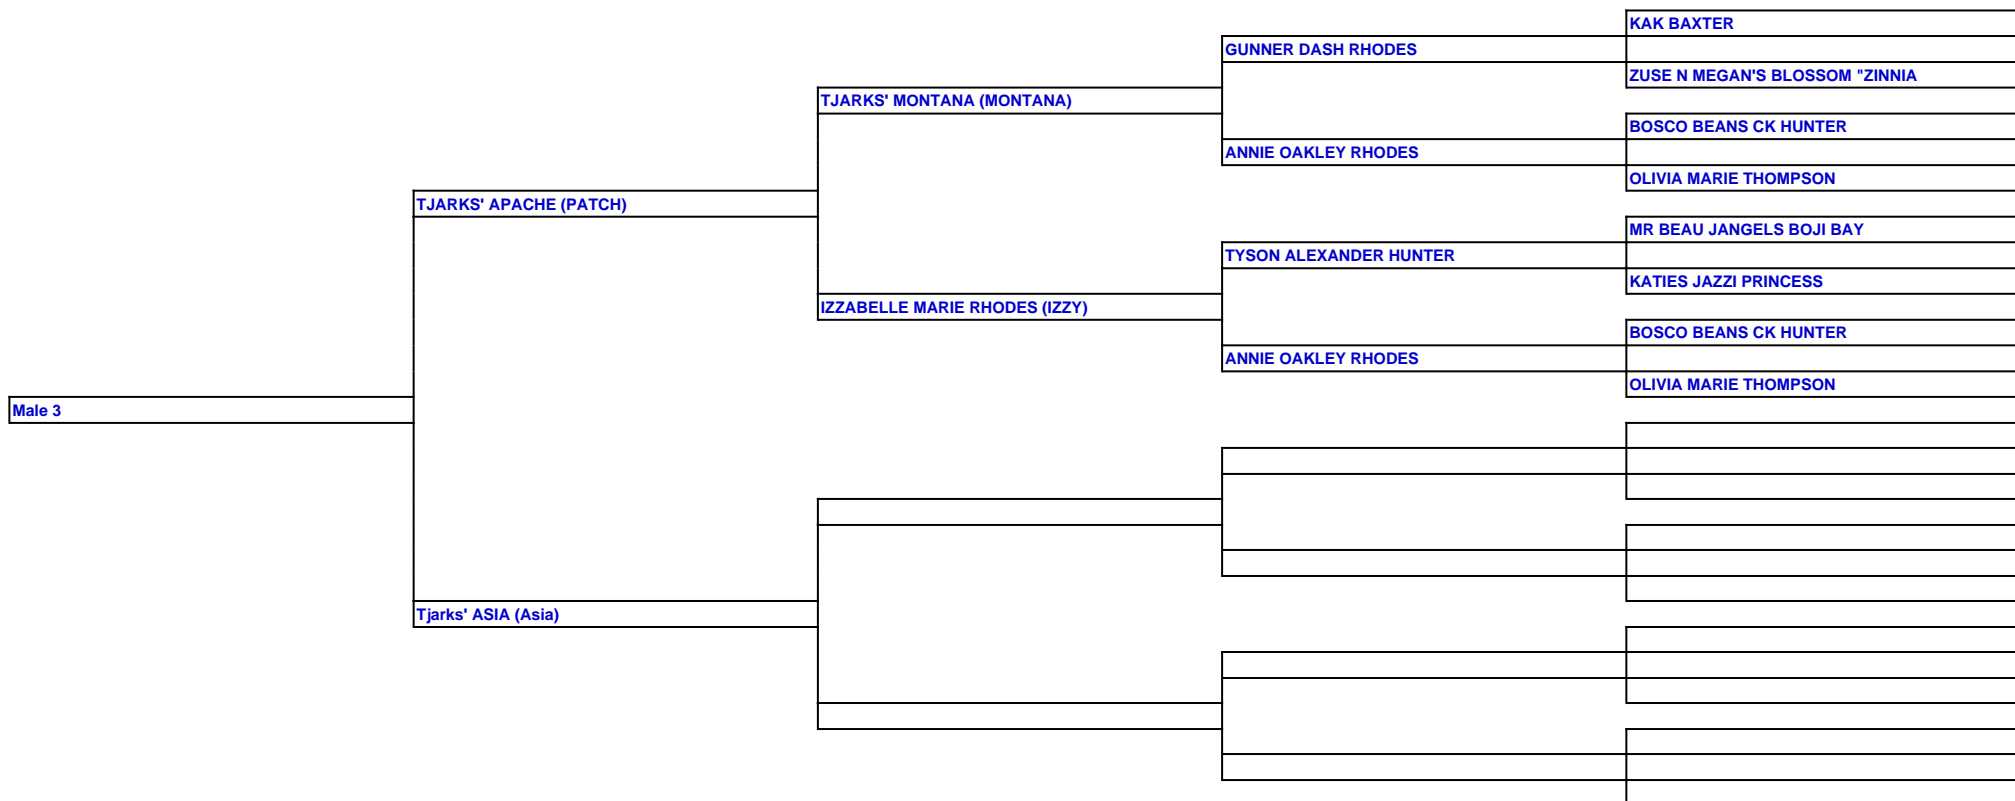 KAK BAXTER
GUNNER DASH RHODES
ZUSE N MEGAN'S BLOSSOM "ZINNIA
TJARKS' MONTANA (MONTANA)
BOSCO BEANS CK HUNTER
ANNIE OAKLEY RHODES
OLIVIA MARIE THOMPSON
TJARKS' APACHE (PATCH)
MR BEAU JANGELS BOJI BAY
TYSON ALEXANDER HUNTER
KATIES JAZZI PRINCESS
IZZABELLE MARIE RHODES (IZZY)
BOSCO BEANS CK HUNTER
ANNIE OAKLEY RHODES
OLIVIA MARIE THOMPSON
Male 3
Tjarks' ASIA (Asia)